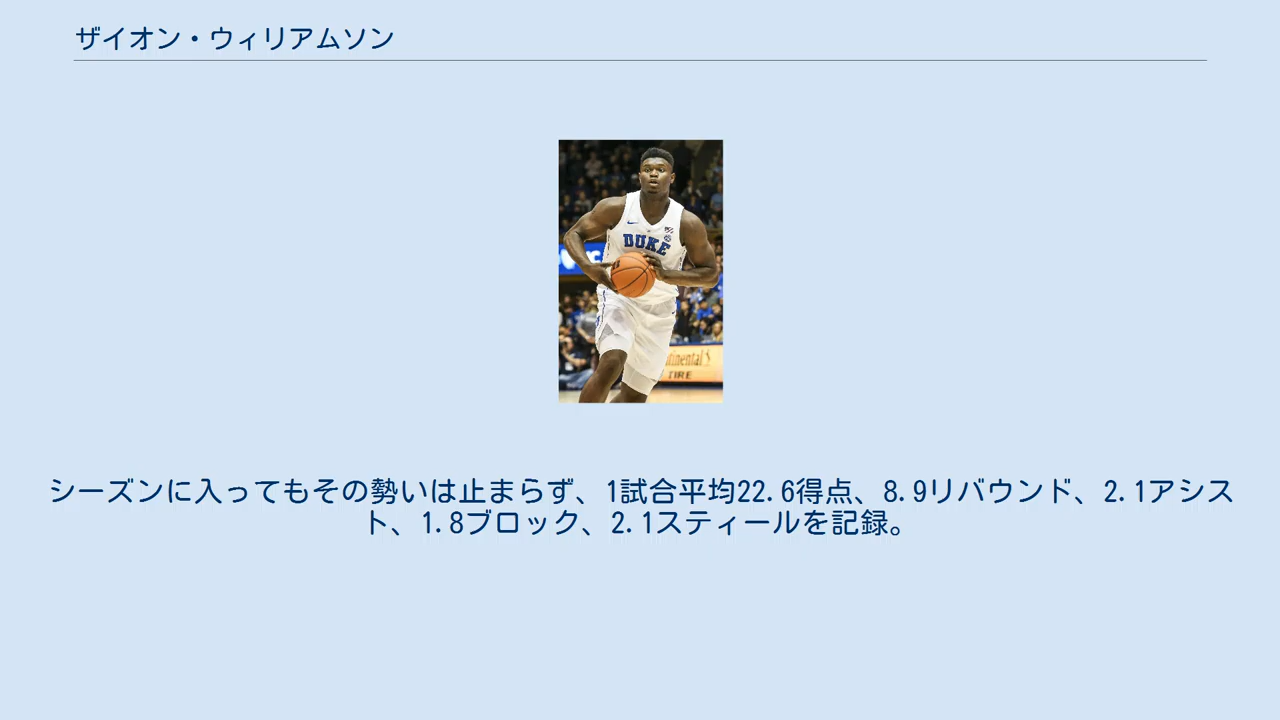 ザイオン・ウィリアムソン
DUKE
tinental
TIRE
シーズンに入ってもその勢いは止まらず、1試合平均22.6得点、8.9リバウンド、2.1アシス
ト、1.8ブロック、2.1スティールを記録。